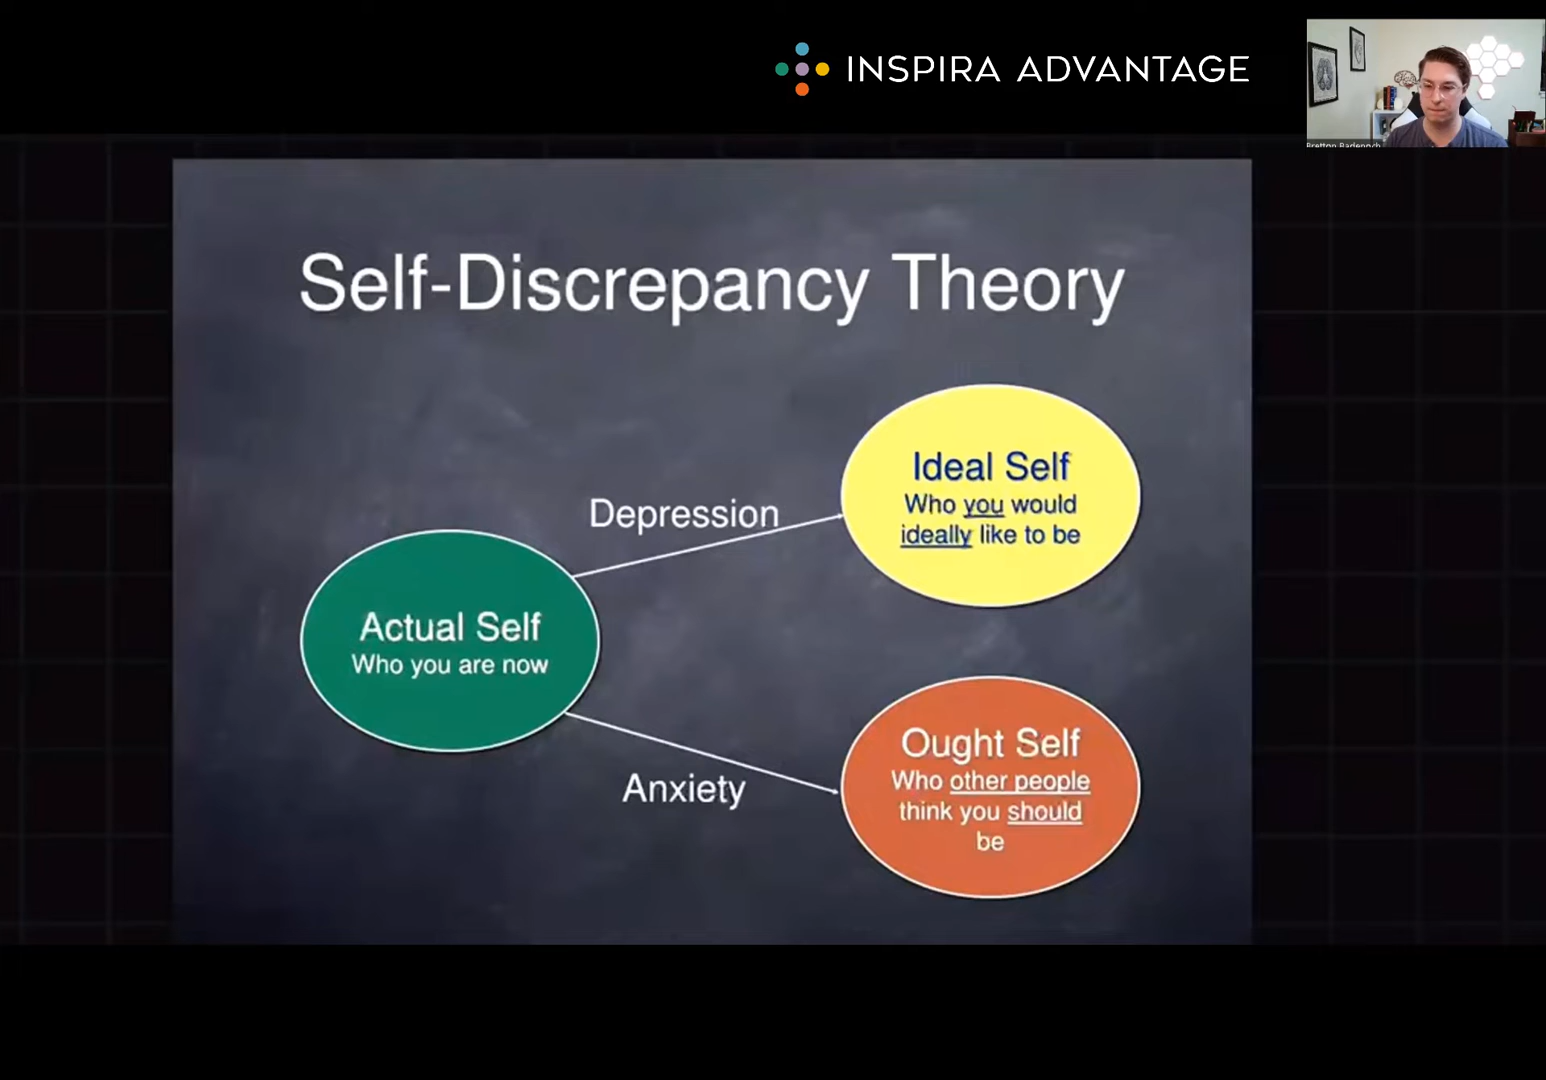 INSPIRA ADVANTAGE
Self-Discrepancy Theory
Ideal Self
Who you would
ideally like to be
Depression
Actual Self
Who you are now
Ought Self
Who other people
think you should
be
Anxiety